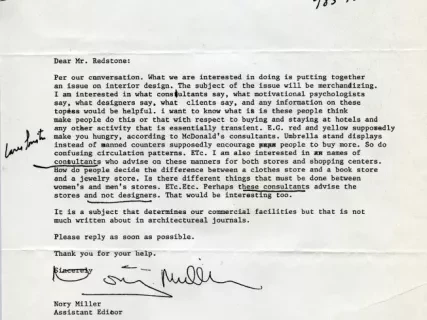 Dear Mr. Redstone:
Per our cnnversation. What we are interested in doing is putting together
an issue on interior design. The subject of the issue will be merchandizing.
I am interested in what consultants say, what motivational psychologists
say, what designers say, what clients say, and any information on these
topess would be helpful. i want to know what is is these people think
make people do this or that with respect to buying and staying at hotels and
any other activity that is essentially transient. E.G. red and yellow supposedly
make you hungry, according to McDonald's consultants. Umbrella stand displays
instead of manned counters supposedly encourage people to buy more. So do
confusing circulation patterns. ETc. I am also interested in names of
consultants who advise on these manners for both stores and shopping centers.
How do people decide the difference between a clothes store and a book store
and a jewelry store. Is there different things that must be done between
women's and men's stores. ETc.Etc. Perhaps these consultants advise the
stores and not designers. That would be interesting too.
It is a subject that determines our commercial facilities but that is not
much written about in architectureal journals.
Please reply as soon as possible.
Thank you for your help.
Sincerely
Nory Miller
Nory Miller
Assistant Editor